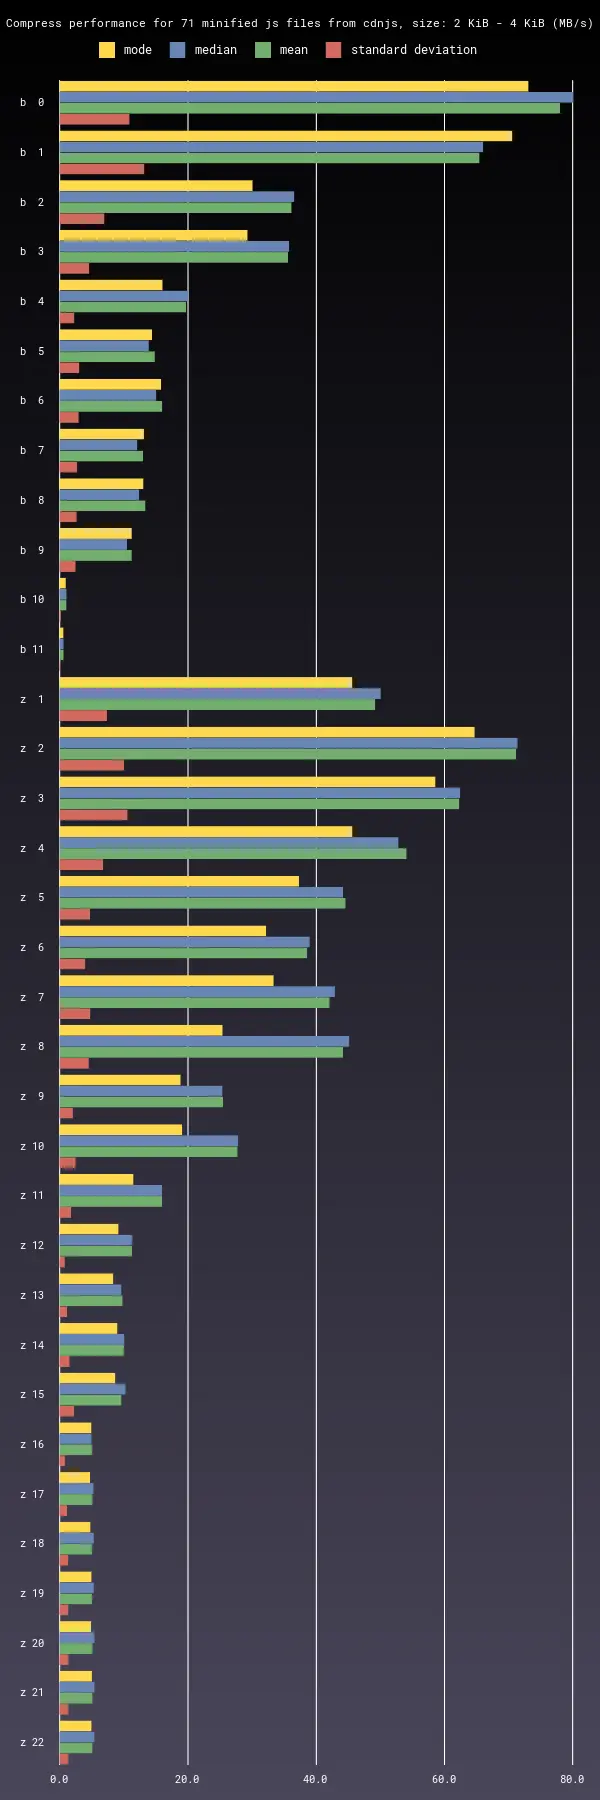 Compress performance for 71 minified js files from cdnjs, size: 2 KiB - 4 KiB (MB/s)
mode median mean standard deviation
b 0
b 1
b 2
b 3
b 4
b 5
b 6
b 7
b 8
b 9
b 10
b 11
z 1
z 2
z 3
z 4
z 5
z 6
z 7
z 8
z 9
z 10
z 11
z 12
z 13
z 14
z 15
z 16
z 17
z 18
z 19
z 20
z 21
z 22
0.0 20.0 40.0 60.0 80.0